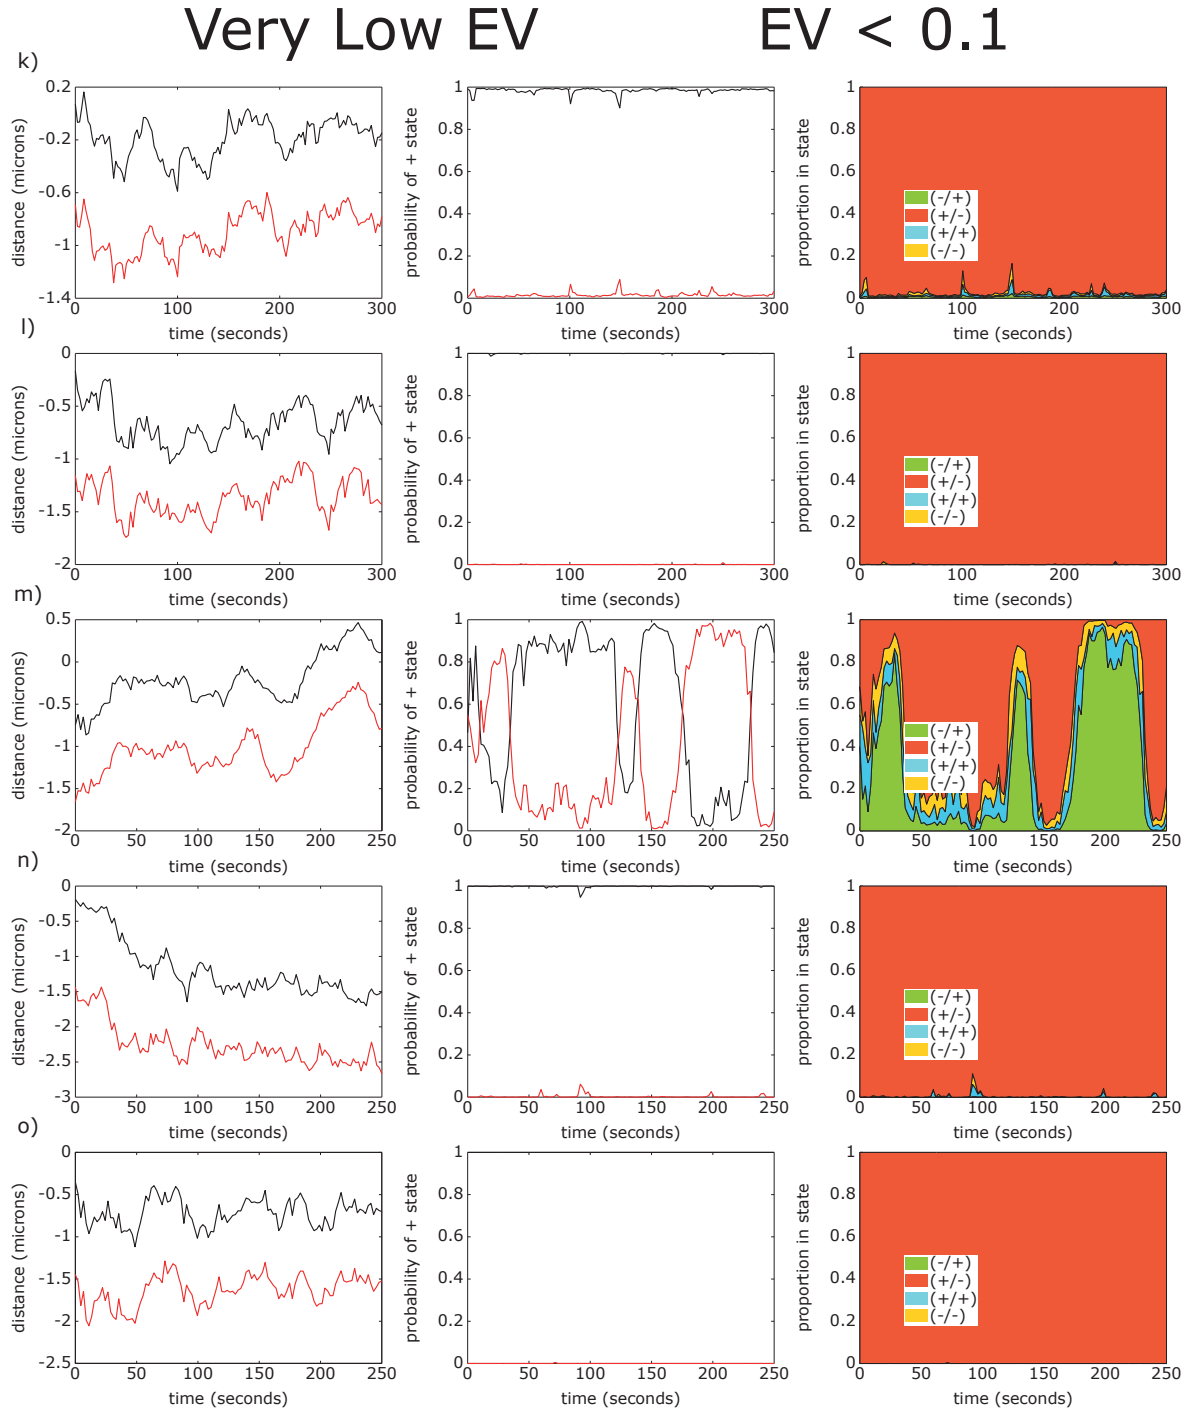 Very Low EV EV < 0.1
k)
distance (microns)
0.2
-0.2
-0.6
-1
-1.4
0 100 200 300
time (seconds)
probability of + state
1
0.8
0.6
0.4
0.2
0
0 100 200 300
time (seconds)
proportion in state
1
0.8
0.6
0.4
0.2
0
(-/+)
(+/-)
(+/+)
(-/-)
0 100 200 300
time (seconds)
l)
distance (microns)
0
-0.5
-1
-1.5
-2
0 100 200 300
time (seconds)
probability of + state
1
0.8
0.6
0.4
0.2
0
0 100 200 300
time (seconds)
proportion in state
1
0.8
0.6
0.4
0.2
0
(-/+)
(+/-)
(+/+)
(-/-)
0 100 200 300
time (seconds)
m)
distance (microns)
0.5
0
-0.5
-1
-1.5
-2
0 50 100 150 200 250
time (seconds)
probability of + state
1
0.8
0.6
0.4
0.2
0
0 50 100 150 200 250
time (seconds)
proportion in state
1
0.8
0.6
0.4
0.2
0
(-/+)
(+/-)
(+/+)
(-/-)
0 50 100 150 200 250
time (seconds)
n)
distance (microns)
0
-0.5
-1
-1.5
-2
-2.5
-3
0 50 100 150 200 250
time (seconds)
probability of + state
1
0.8
0.6
0.4
0.2
0
0 50 100 150 200 250
time (seconds)
proportion in state
1
0.8
0.6
0.4
0.2
0
(-/+)
(+/-)
(+/+)
(-/-)
0 50 100 150 200 250
time (seconds)
o)
distance (microns)
0
-0.5
-1
-1.5
-2
-2.5
0 50 100 150 200 250
time (seconds)
probability of + state
1
0.8
0.6
0.4
0.2
0
0 50 100 150 200 250
time (seconds)
proportion in state
1
0.8
0.6
0.4
0.2
0
(-/+)
(+/-)
(+/+)
(-/-)
0 50 100 150 200 250
time (seconds)